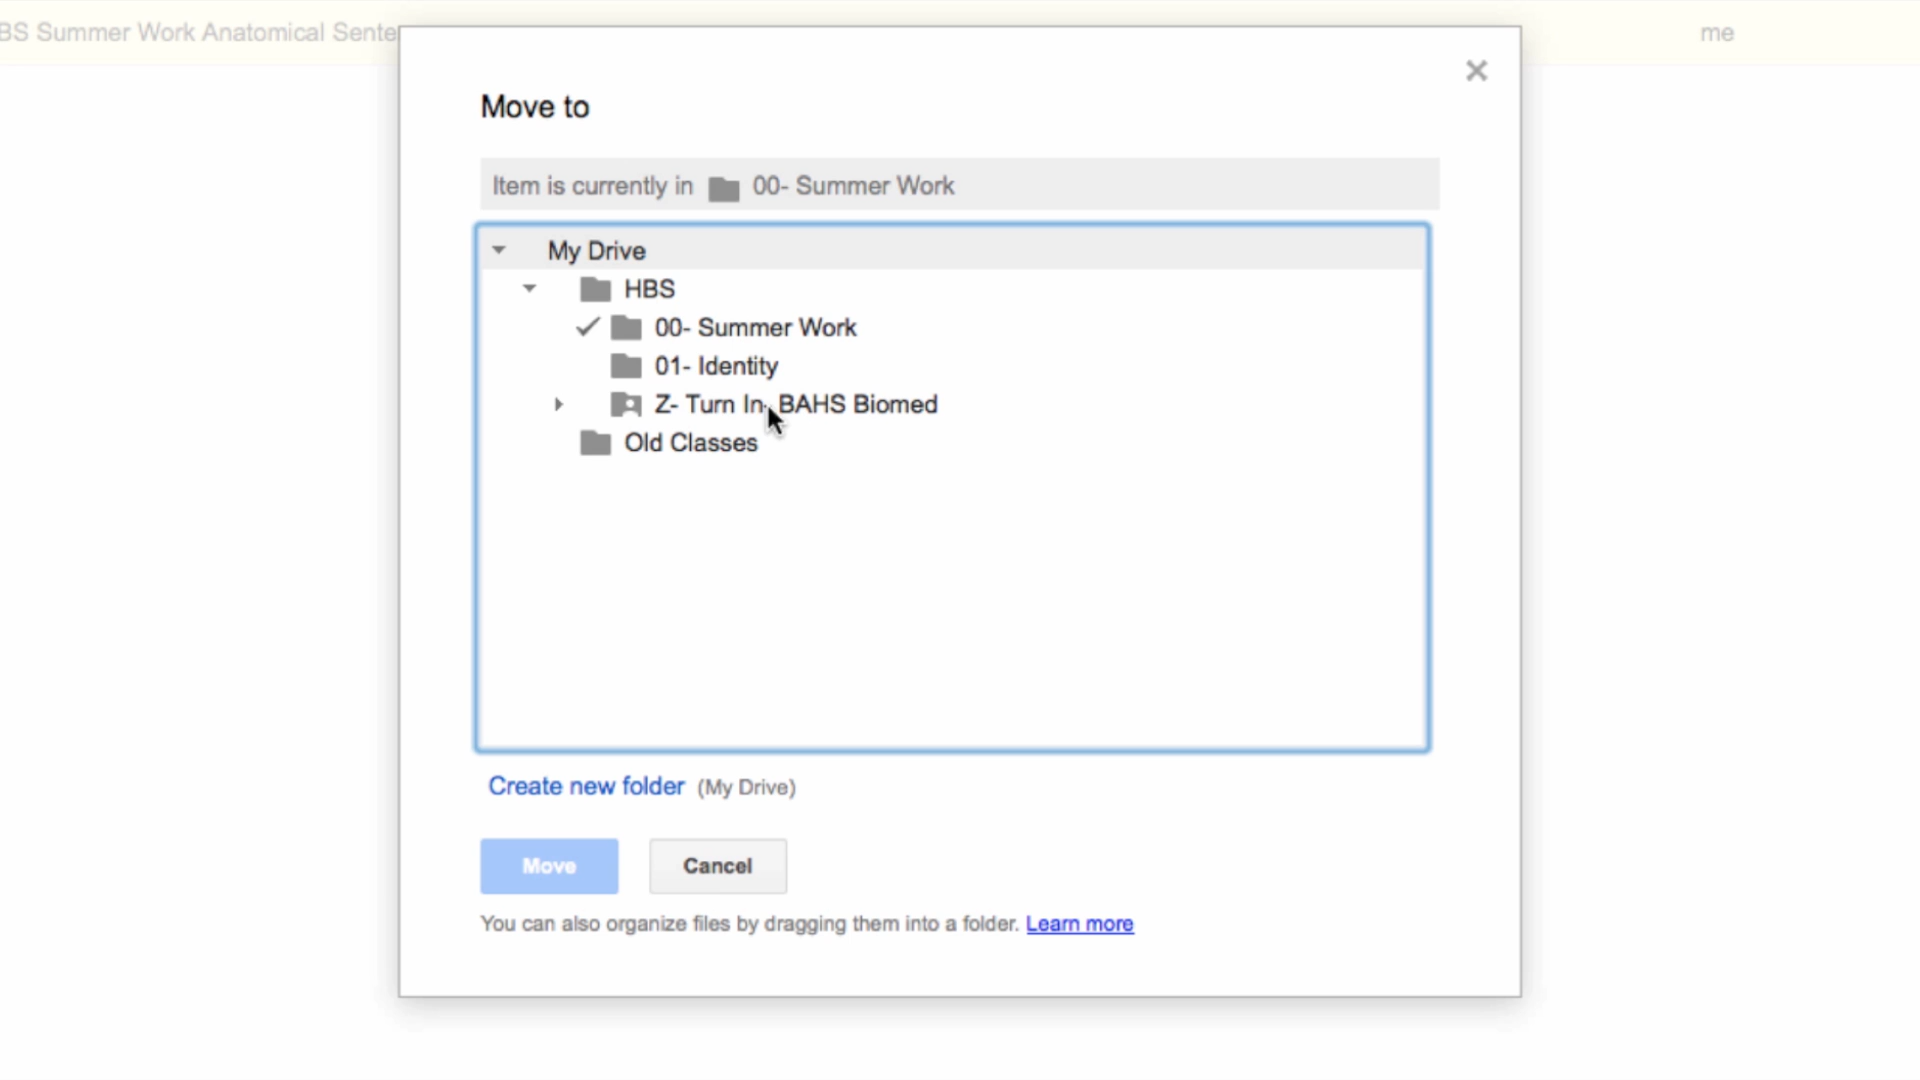 BS Summer Work Anatomical Sente
me
Move to
Item is currently in 00- Summer Work
My Drive
HBS
00- Summer Work
01- Identity
Z- Turn In- BAHS Biomed
Old Classes
Create new folder (My Drive)
Move Cancel
You can also organize files by dragging them into a folder. Learn more